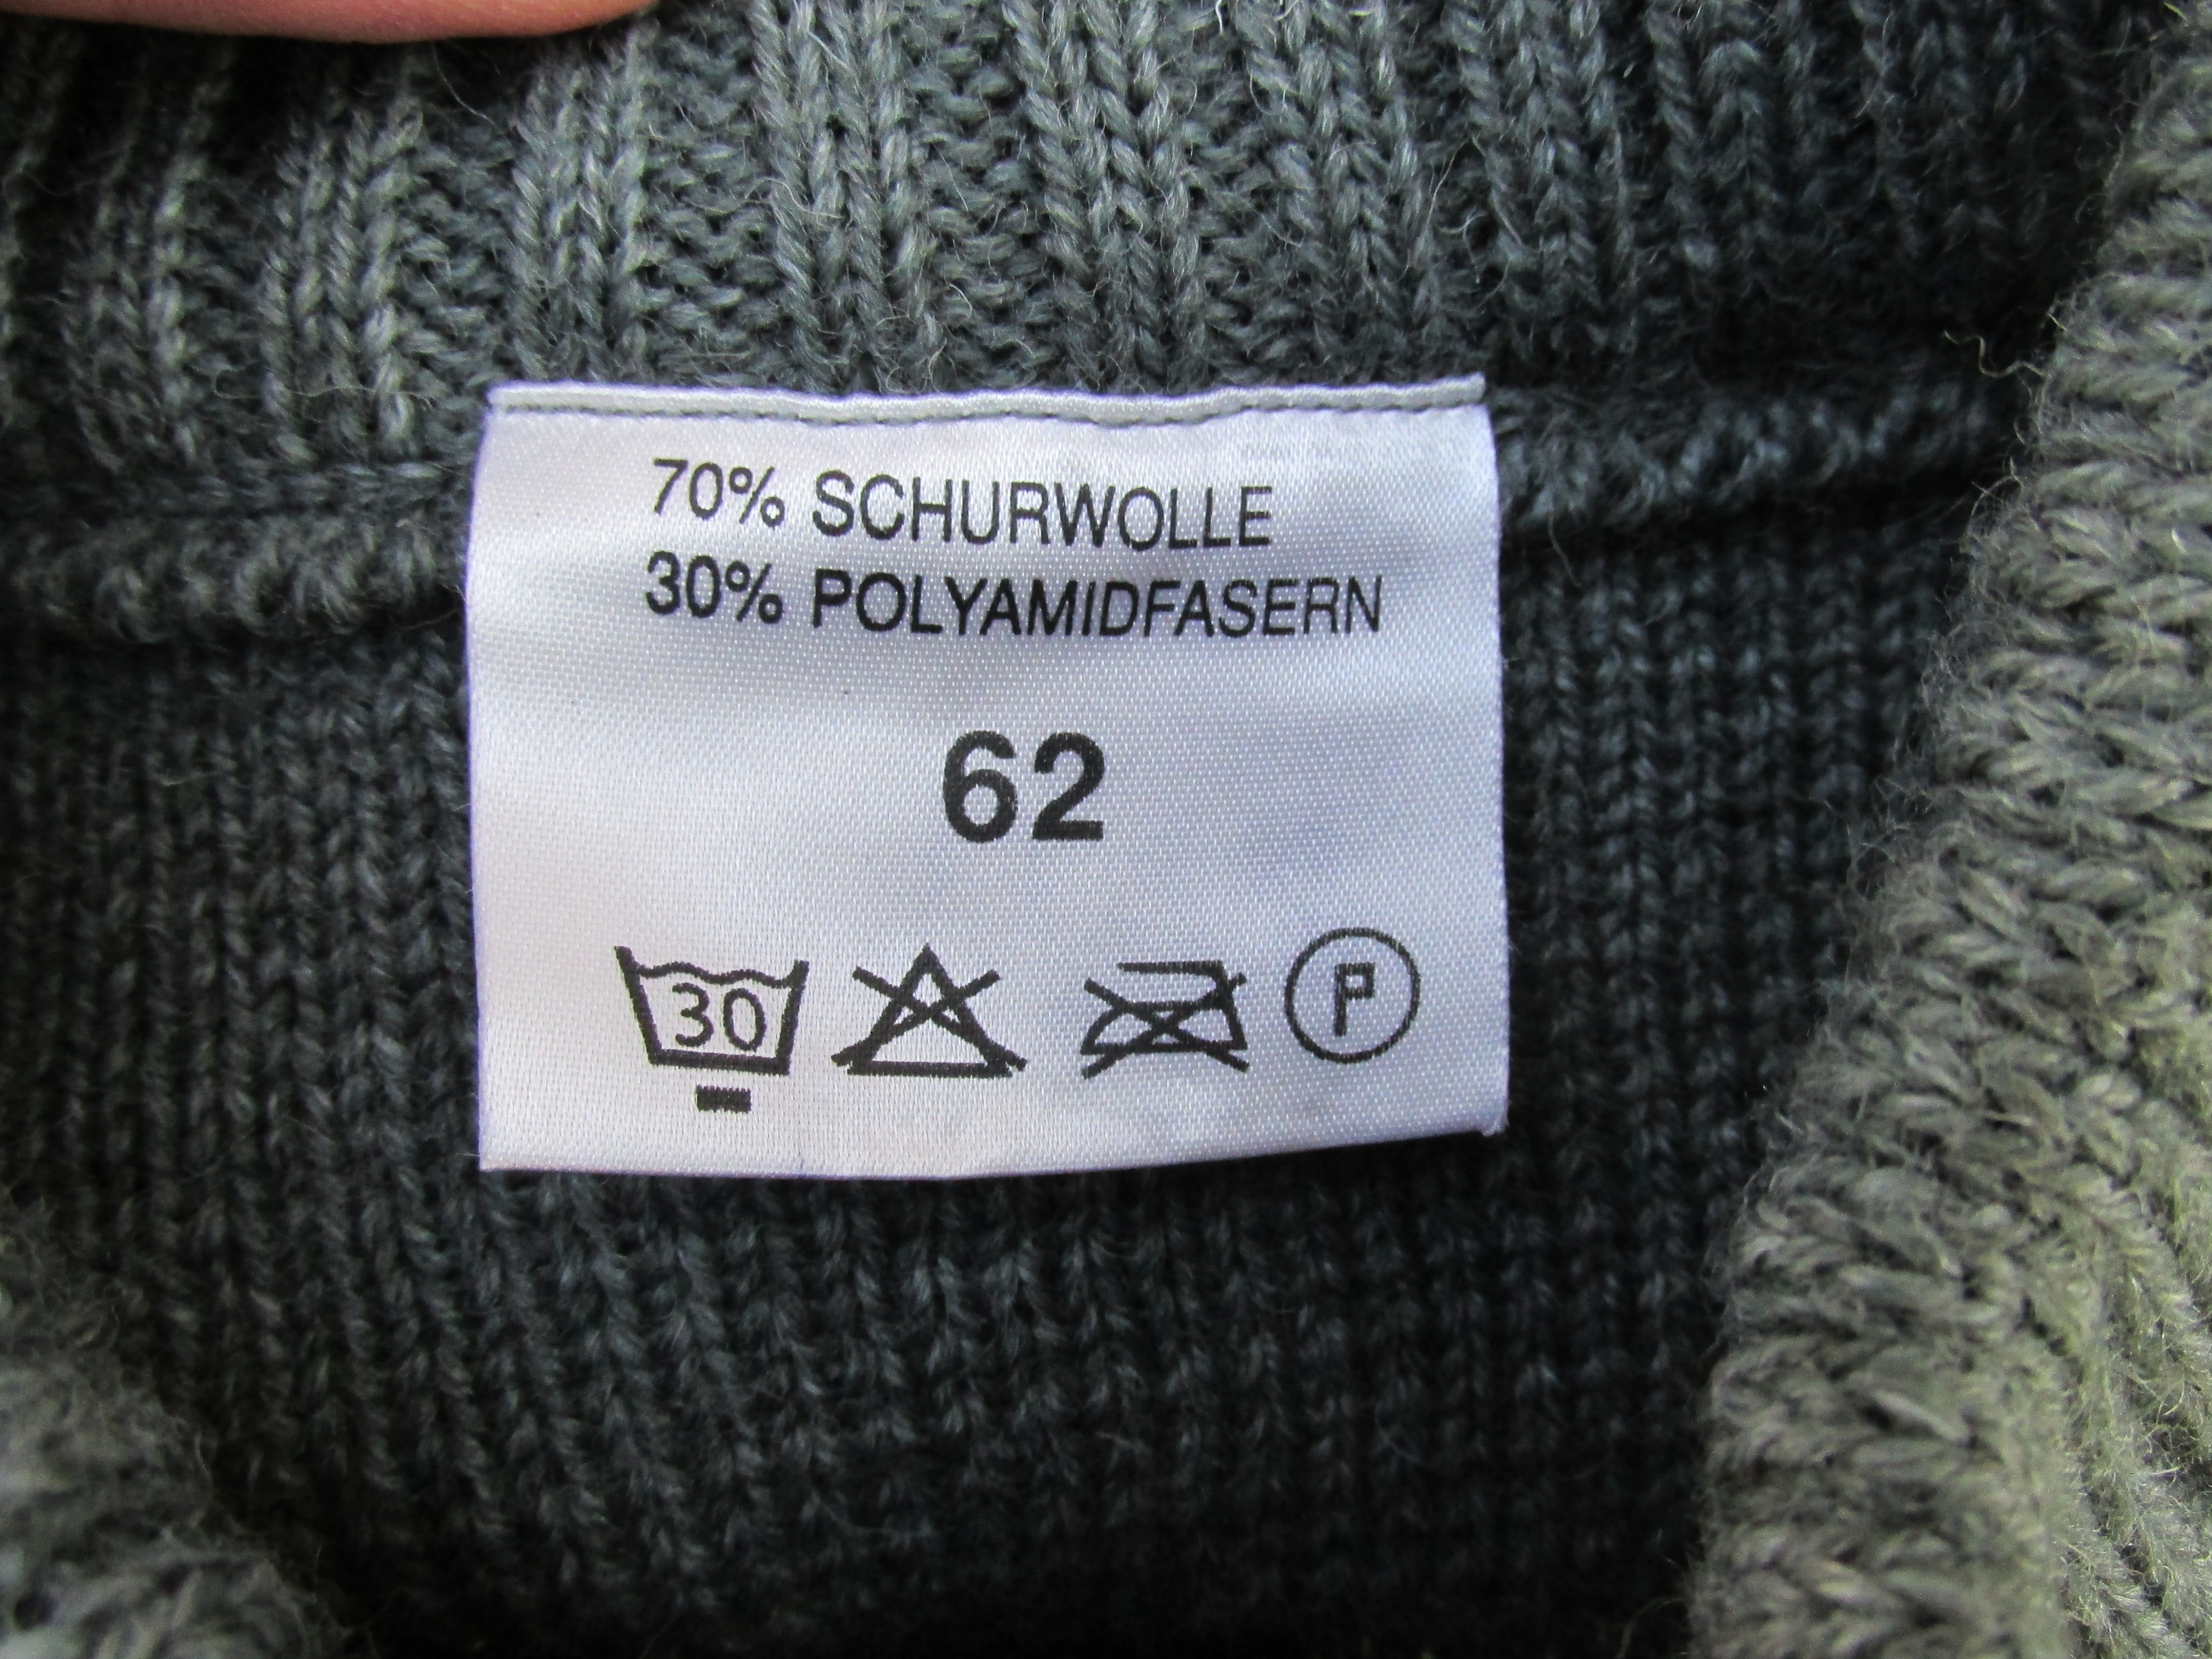 70% SCHURWOLLE
30% POLYAMIDFASERN
62
30 P